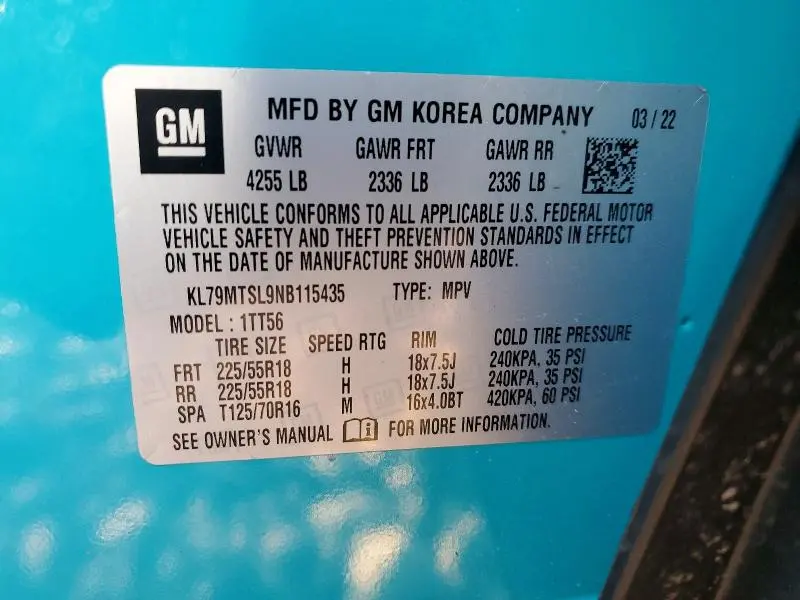 GM
MFD BY GM KOREA COMPANY 03 / 22
GVWR GAWR FRT GAWR RR
4255 LB 2336 LB 2336 LB
THIS VEHICLE CONFORMS TO ALL APPLICABLE U.S. FEDERAL MOTOR
VEHICLE SAFETY AND THEFT PREVENTION STANDARDS IN EFFECT
ON THE DATE OF MANUFACTURE SHOWN ABOVE.
KL79MTSL9NB115435 TYPE: MPV
MODEL : 1TT56
TIRE SIZE SPEED RTG RIM COLD TIRE PRESSURE
FRT 225/55R18 H 18x7.5J 240KPA, 35 PSI
RR 225/55R18 H 18x7.5J 240KPA, 35 PSI
SPA T125/70R16 M 16x4.0BT 420KPA, 60 PSI
SEE OWNER'S MANUAL i FOR MORE INFORMATION.